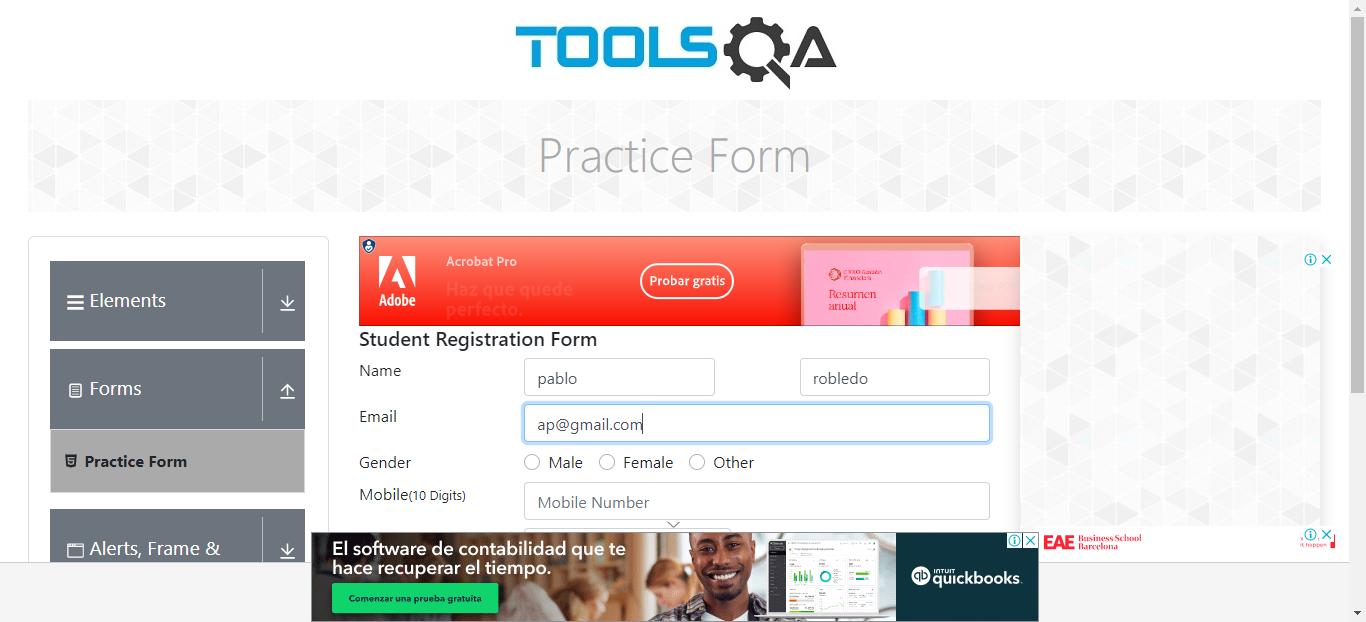 TOOLSQA
Practice Form
Elements
Forms
Practice Form
Alerts, Frame &
Adobe
Acrobat Pro
Haz que quede
perfecto.
Probar gratis
Resumen
anual
Student Registration Form
Name
pablo
robledo
Email
ap@gmail.com
Gender
Male
Female
Other
Mobile(10 Digits)
Mobile Number
El software de contabilidad que te
hace recuperar el tiempo.
Comenzar una prueba gratuita
INTUIT
quickbooks.
EAE Business School
Barcelona
it happen